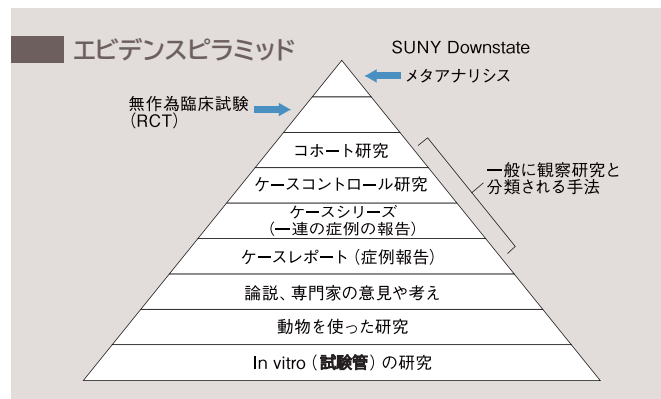 エビデンスピラミッド
SUNY Downstate
メタアナリシス
無作為臨床試験
(RCT)
コホート研究
一般に観察研究と
分類される手法
ケースコントロール研究
ケースシリーズ
(一連の症例の報告)
ケースレポート(症例報告)
論説、専門家の意見や考え
動物を使った研究
In vitro(試験管)の研究